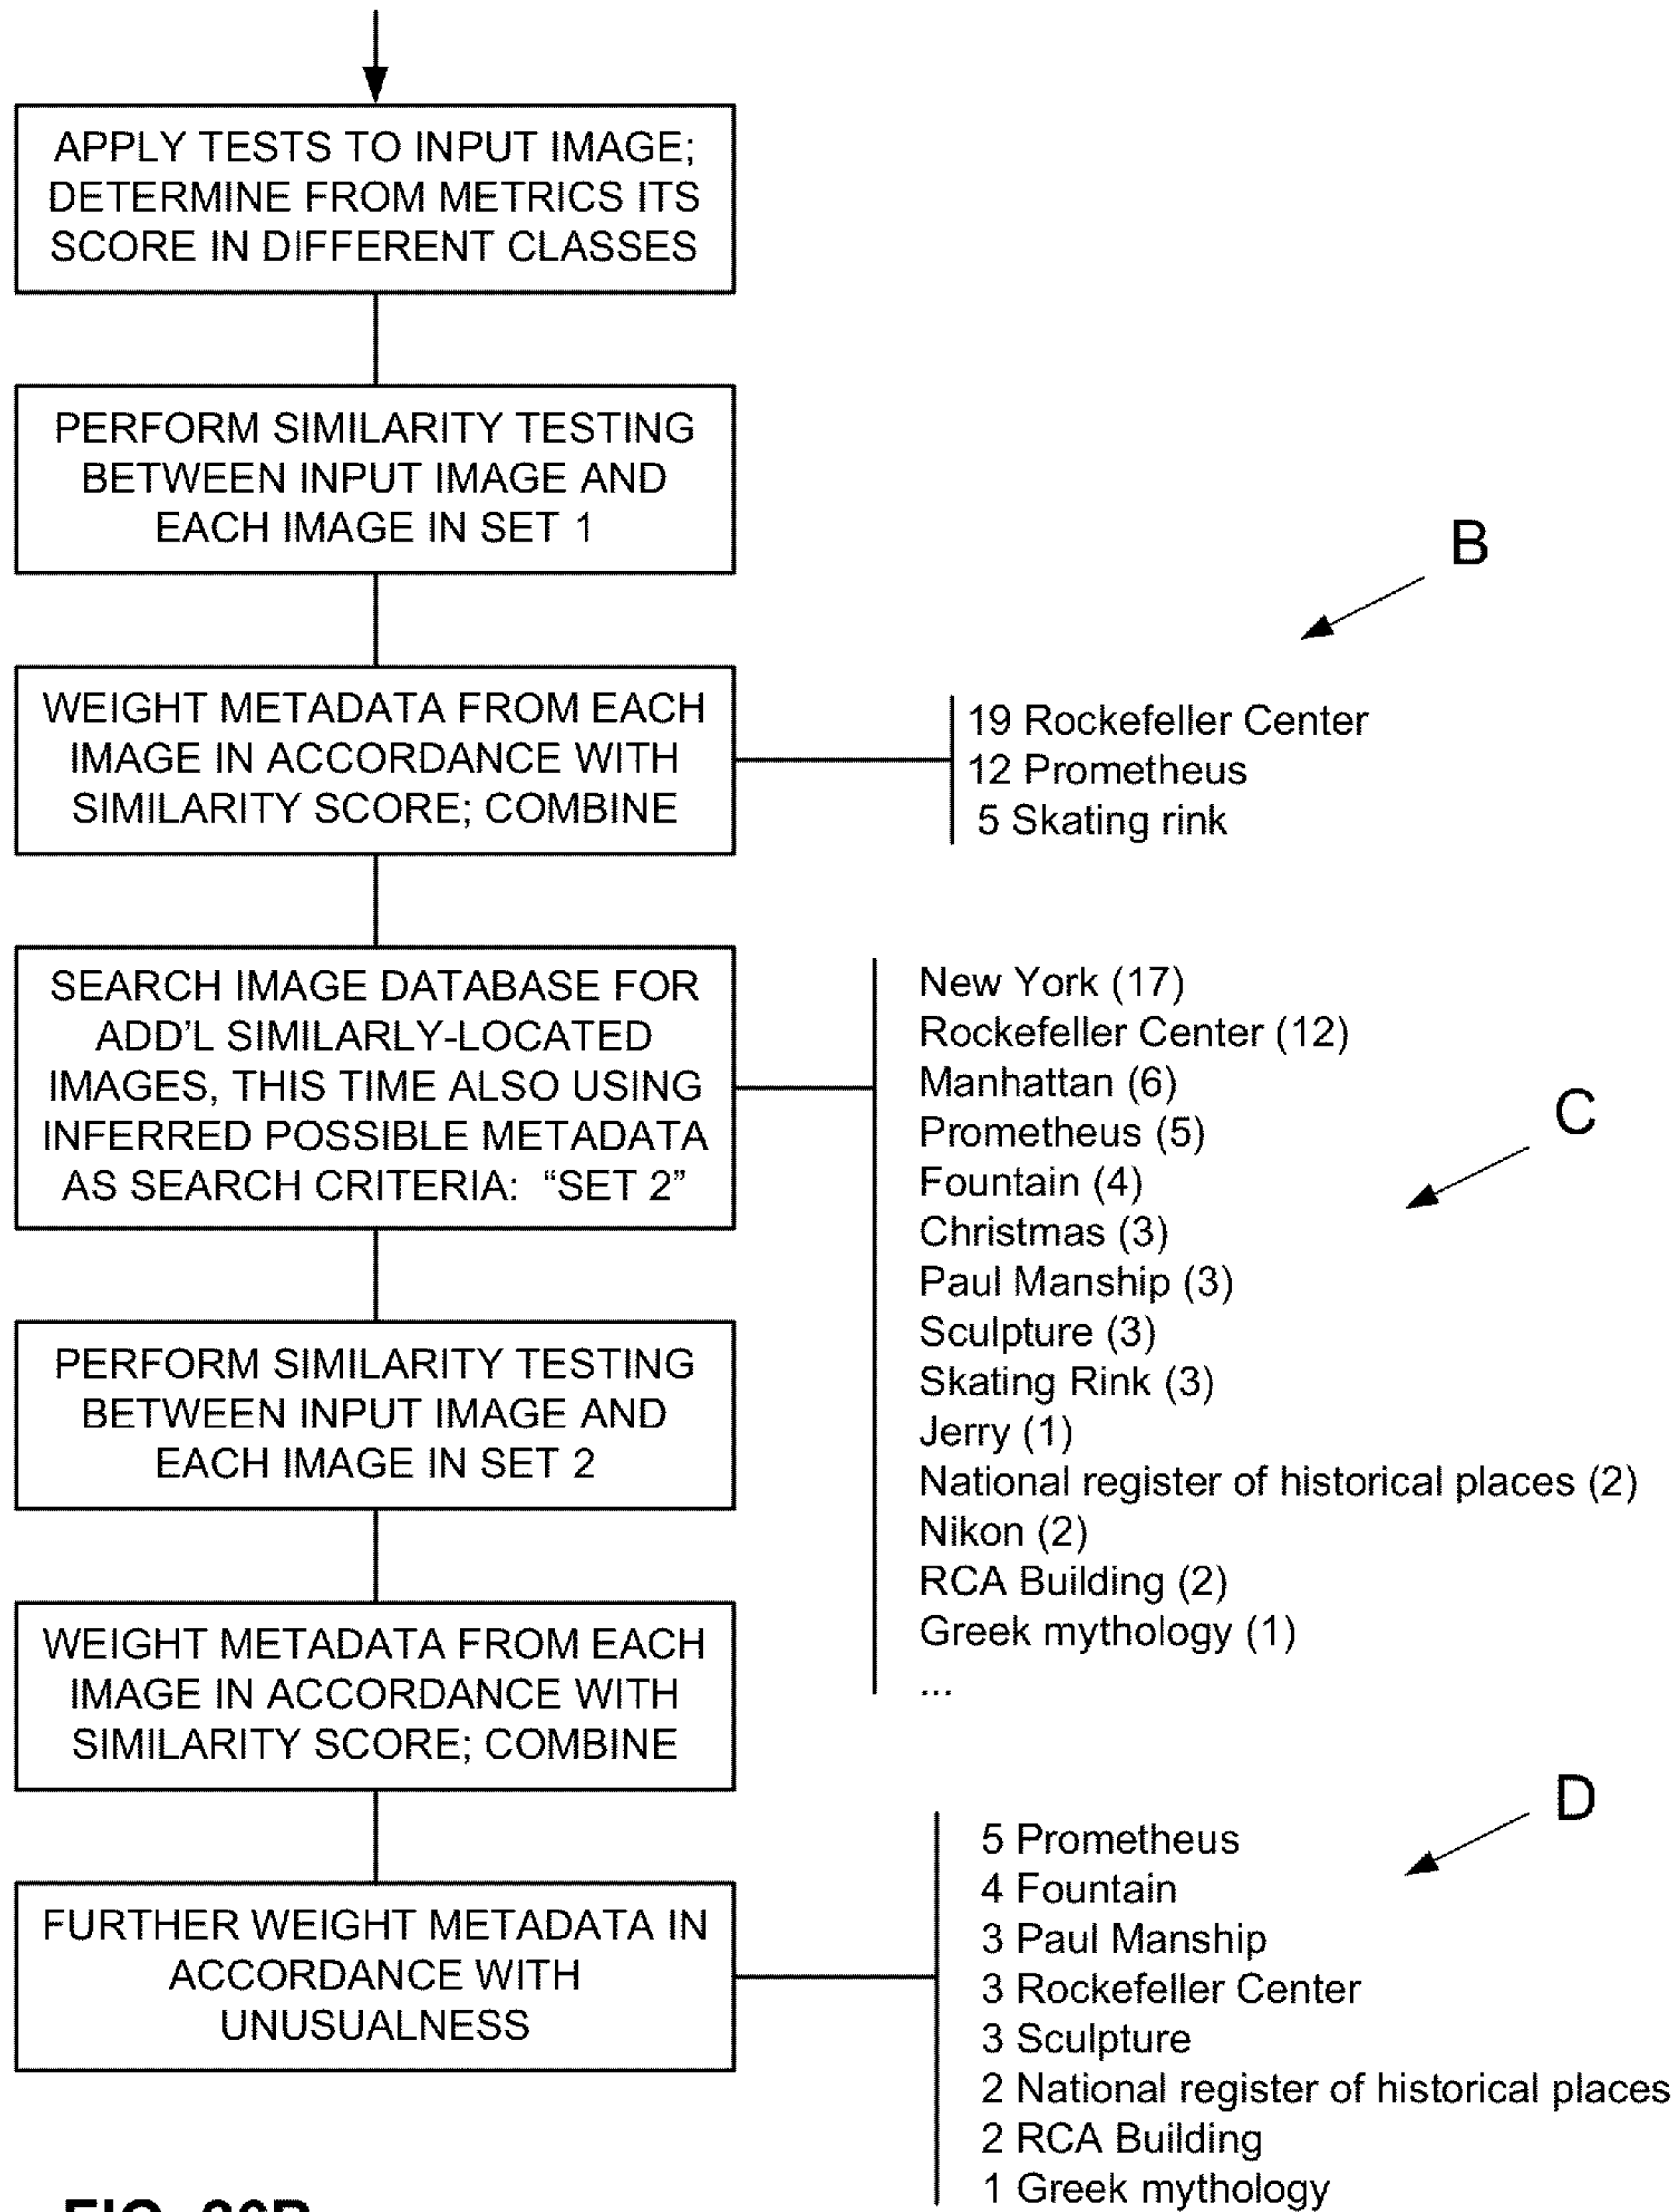 APPLY TESTS TO INPUT IMAGE;
DETERMINE FROM METRICS ITS
SCORE IN DIFFERENT CLASSES
PERFORM SIMILARITY TESTING
BETWEEN INPUT IMAGE AND
EACH IMAGE IN SET 1
B
WEIGHT METADATA FROM EACH
IMAGE IN ACCORDANCE WITH
SIMILARITY SCORE; COMBINE
19 Rockefeller Center
12 Prometheus
5 Skating rink
SEARCH IMAGE DATABASE FOR
ADD'L SIMILARLY-LOCATED
IMAGES, THIS TIME ALSO USING
INFERRED POSSIBLE METADATA
AS SEARCH CRITERIA: “SET 2”
New York (17)
Rockefeller Center (12)
Manhattan (6)
Prometheus (5)
Fountain (4)
Christmas (3)
Paul Manship (3)
Sculpture (3)
Skating Rink (3)
Jerry (1)
National register of historical places (2)
Nikon (2)
RCA Building (2)
Greek mythology (1)
...
C
PERFORM SIMILARITY TESTING
BETWEEN INPUT IMAGE AND
EACH IMAGE IN SET 2
WEIGHT METADATA FROM EACH
IMAGE IN ACCORDANCE WITH
SIMILARITY SCORE; COMBINE
D
FURTHER WEIGHT METADATA IN
ACCORDANCE WITH
UNUSUALNESS
5 Prometheus
4 Fountain
3 Paul Manship
3 Rockefeller Center
3 Sculpture
2 National register of historical places
2 RCA Building
1 Greek mythology